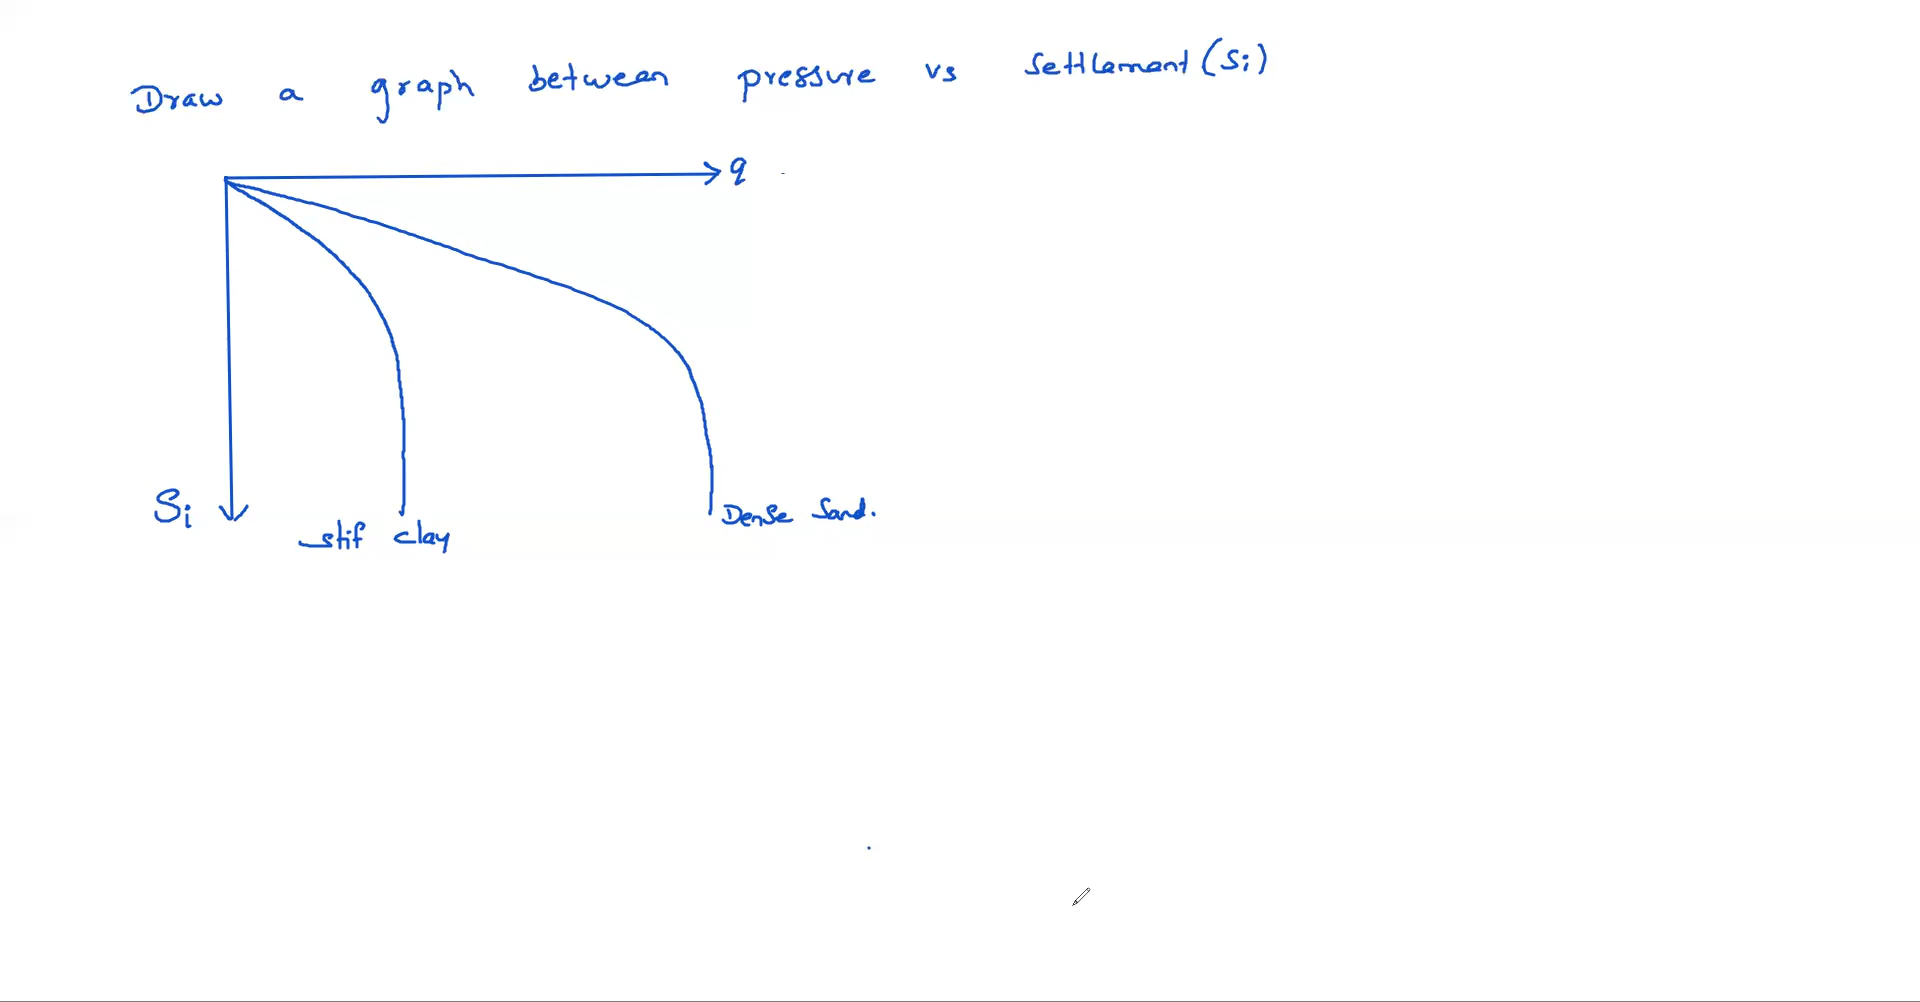 Draw a graph between pressure vs Settlement (Si)
q
Si
stif clay
Dense Sand.